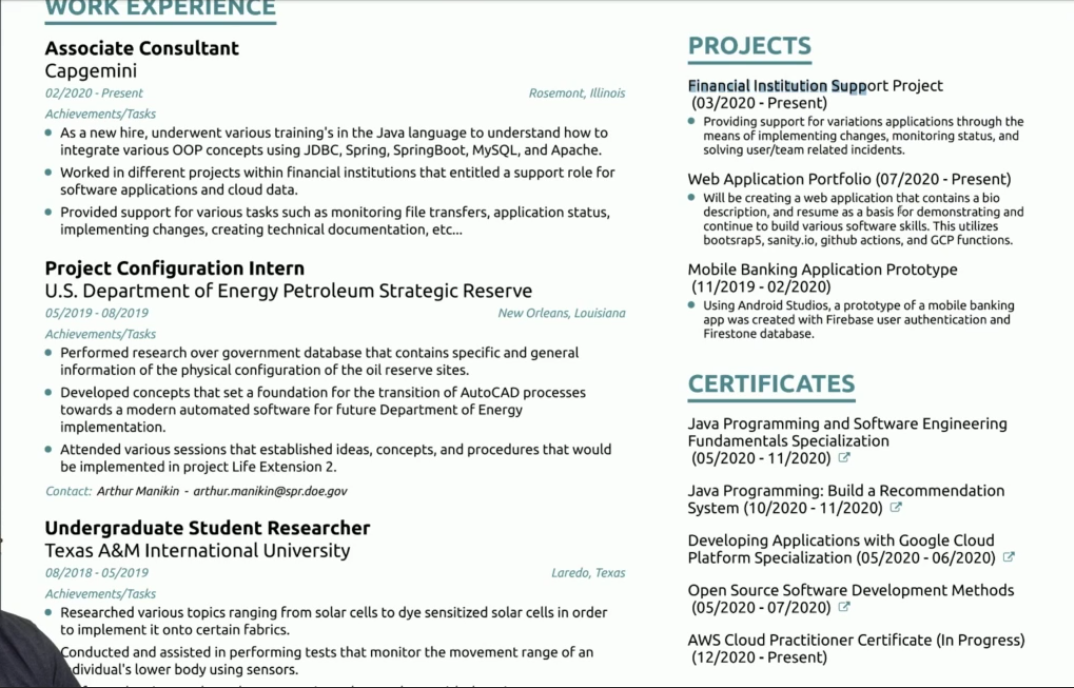 WORK EXPERIENCE
Associate Consultant
Capgemini
02/2020 - Present
Rosemont, Illinois
Achievements/Tasks
As a new hire, underwent various training's in the Java language to understand how to
integrate various OOP concepts using JDBC, Spring, SpringBoot, MySQL, and Apache.
Worked in different projects within financial institutions that entitled a support role for
software applications and cloud data.
Provided support for various tasks such as monitoring file transfers, application status,
implementing changes, creating technical documentation, etc...
Project Configuration Intern
U.S. Department of Energy Petroleum Strategic Reserve
05/2019 - 08/2019
New Orleans, Louisiana
Achievements/Tasks
Performed research over government database that contains specific and general
information of the physical configuration of the oil reserve sites.
Developed concepts that set a foundation for the transition of AutoCAD processes
towards a modern automated software for future Department of Energy
implementation.
Attended various sessions that established ideas, concepts, and procedures that would
be implemented in project Life Extension 2.
Contact: Arthur Manikin - arthur.manikin@spr.doe.gov
Undergraduate Student Researcher
Texas A&M International University
08/2018 - 05/2019
Laredo, Texas
Achievements/Tasks
Researched various topics ranging from solar cells to dye sensitized solar cells in order
to implement it onto certain fabrics.
Conducted and assisted in performing tests that monitor the movement range of an
dividual's lower body using sensors.
PROJECTS
Financial Institution Support Project
(03/2020 - Present)
Providing support for variations applications through the
means of implementing changes, monitoring status, and
solving user/team related incidents.
Web Application Portfolio (07/2020 - Present)
Will be creating a web application that contains a bio
description, and resume as a basis for demonstrating and
continue to build various software skills. This utilizes
bootsrap5, sanity.io, github actions, and GCP functions.
Mobile Banking Application Prototype
(11/2019 - 02/2020)
Using Android Studios, a prototype of a mobile banking
app was created with Firebase user authentication and
Firestone database.
CERTIFICATES
Java Programming and Software Engineering
Fundamentals Specialization
(05/2020 - 11/2020)
Java Programming: Build a Recommendation
System (10/2020 - 11/2020)
Developing Applications with Google Cloud
Platform Specialization (05/2020 - 06/2020)
Open Source Software Development Methods
(05/2020 - 07/2020)
AWS Cloud Practitioner Certificate (In Progress)
(12/2020 - Present)